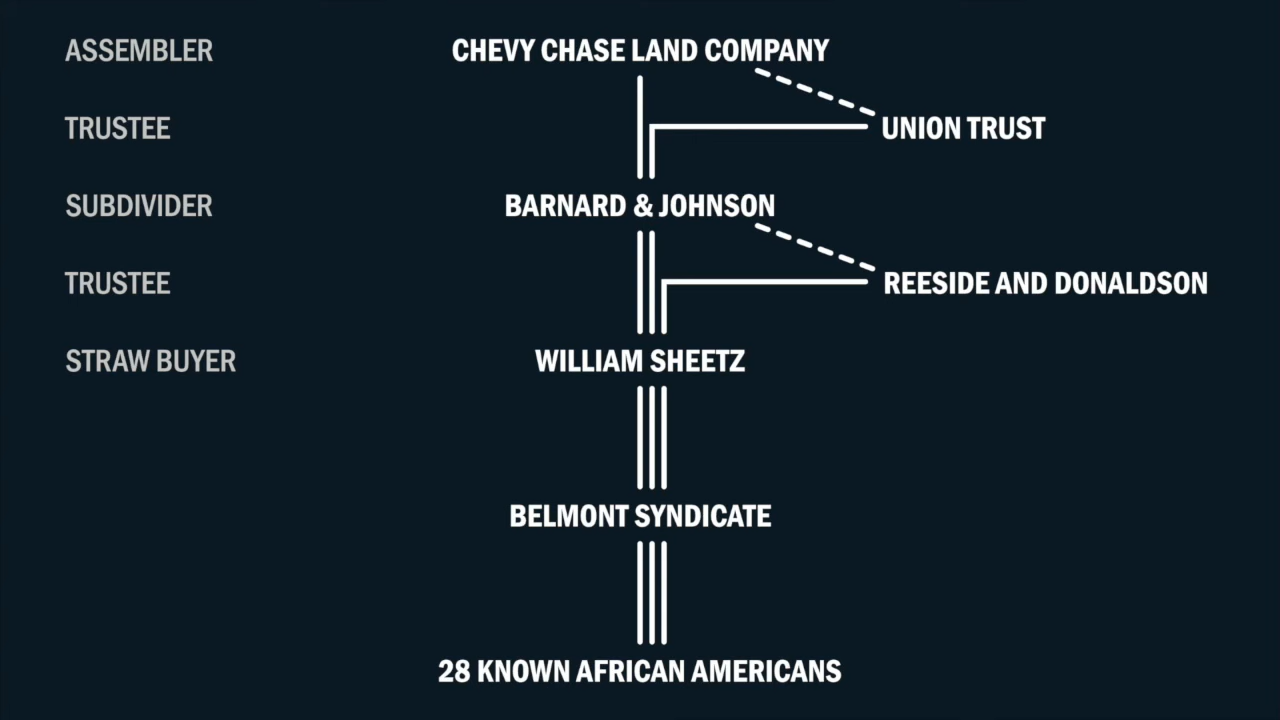 ASSEMBLER
CHEVY CHASE LAND COMPANY
TRUSTEE
UNION TRUST
SUBDIVIDER
BARNARD & JOHNSON
TRUSTEE
REESIDE AND DONALDSON
STRAW BUYER
WILLIAM SHEETZ
BELMONT SYNDICATE
28 KNOWN AFRICAN AMERICANS